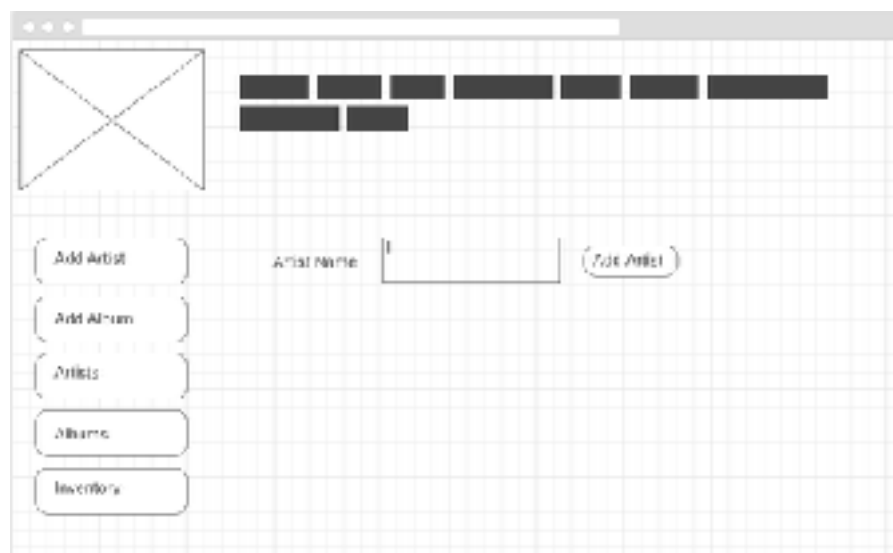 Add Artist
Artist Name
Add Artist
Add Album
Artists
Albums
Inventory